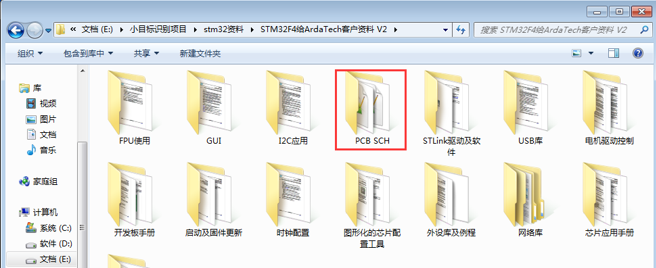 文档 (E:) 小目标识别项目 stm32资料 STM32F4给ArdaTech客户资料 V2
搜索 STM32F4给ArdaTech客户资料 V2
组织 包含到库中 共享 新建文件夹
库
视频
图片
文档
音乐
家庭组
计算机
系统 (C:)
软件 (D:)
文档 (E:)
FPU使用
GUI
I2C应用
PCB SCH
STLink驱动及软
件
USB库
电机驱动控制
开发板手册
启动及固件更新
时钟配置
图形化的芯片配
置工具
外设库及例程
网络库
芯片应用手册